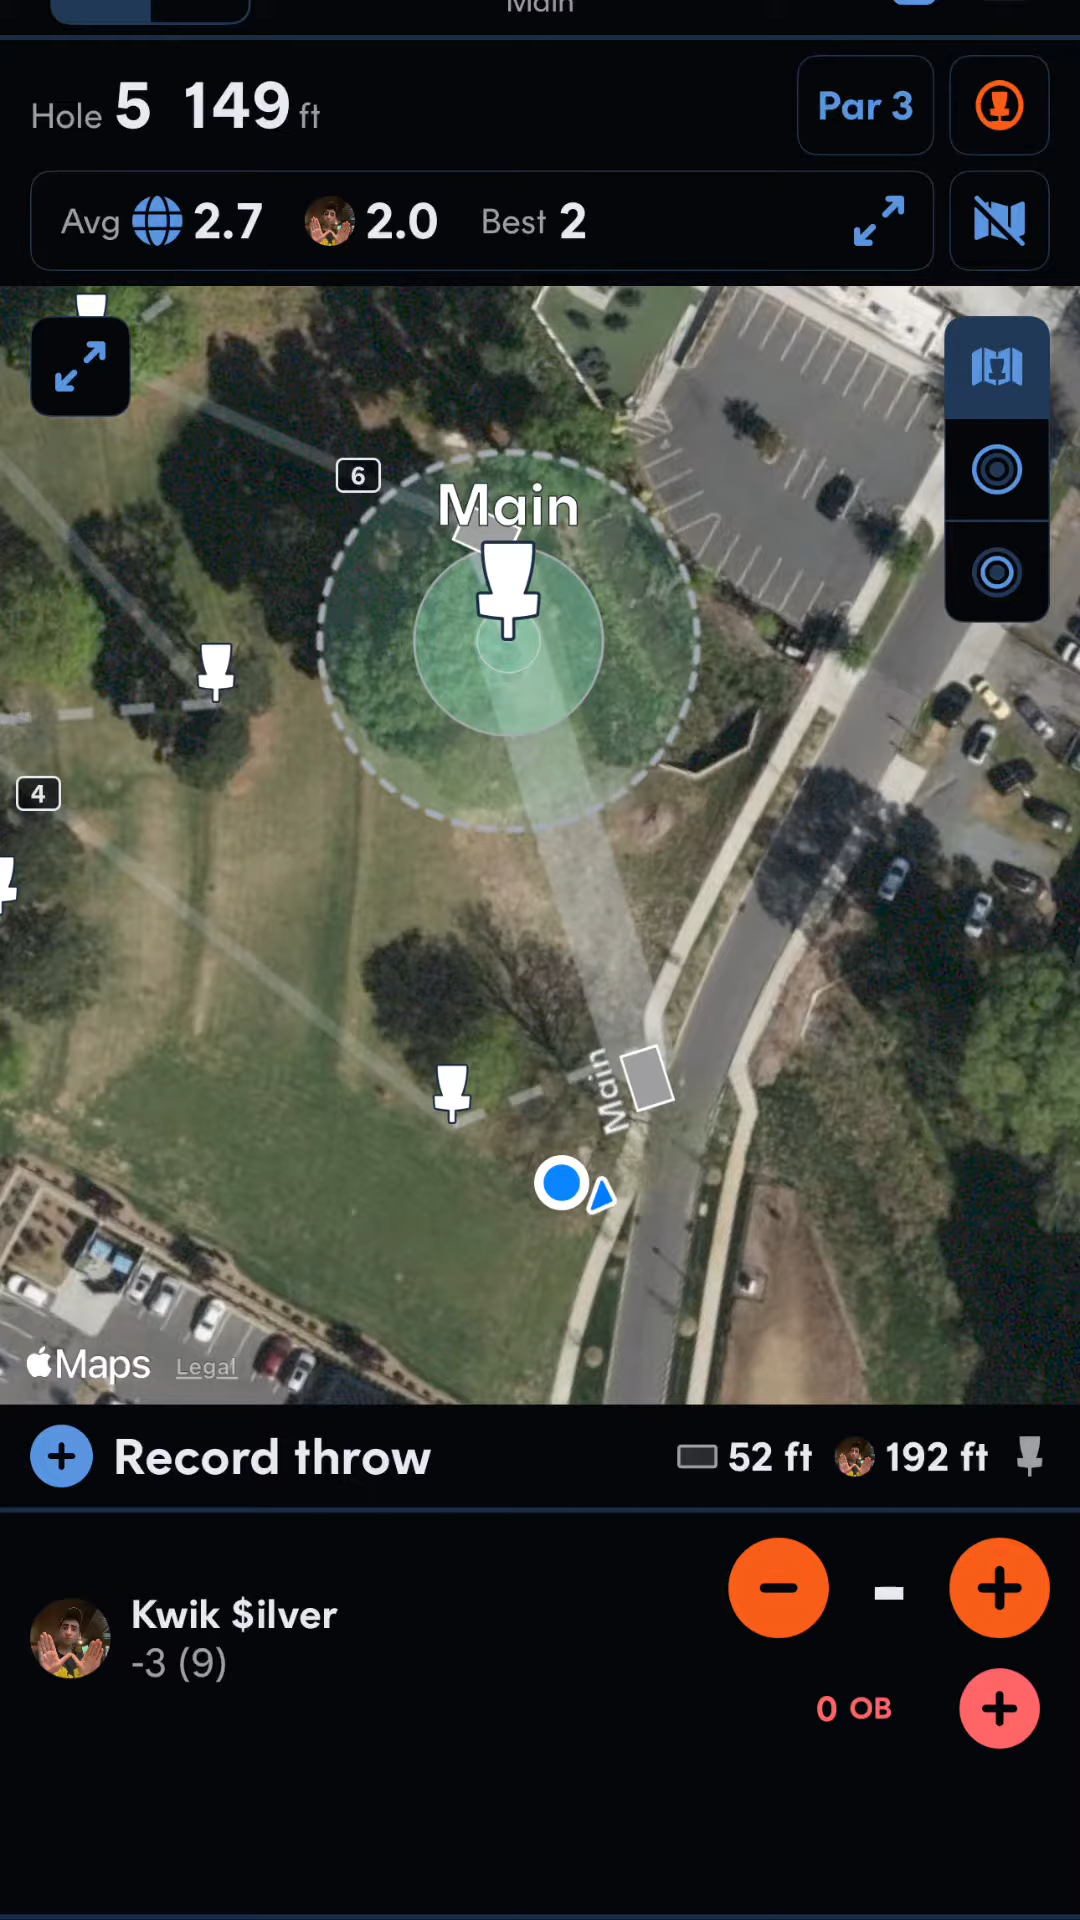 Main
Hole 5 149 ft
Par 3
Avg 2.7 2.0 Best 2
6
Main
4
Main
Maps Legal
Record throw 52 ft 192 ft
Kwik $ilver
-3 (9)
-
0 OB